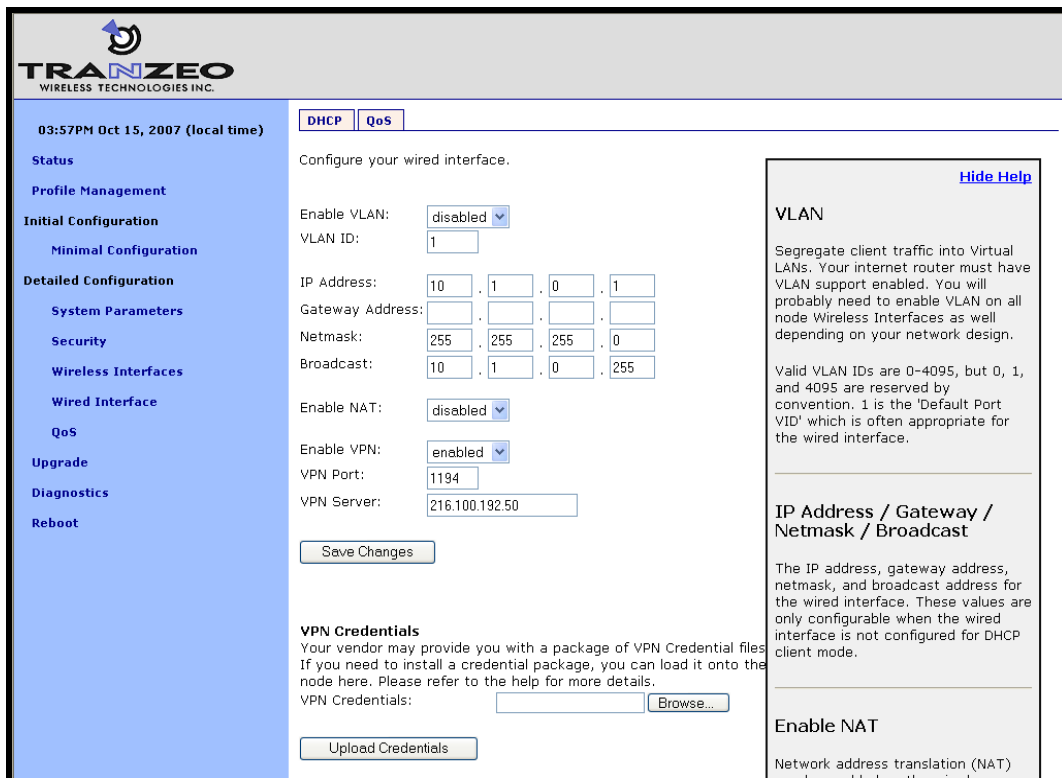 TRANZEO
WIRELESS TECHNOLOGIES INC.
03:57PM Oct 15, 2007 (local time)
Status
Profile Management
Initial Configuration
Minimal Configuration
Detailed Configuration
System Parameters
Security
Wireless Interfaces
Wired Interface
QoS
Upgrade
Diagnostics
Reboot
DHCP QoS
Configure your wired interface.
Enable VLAN: disabled
VLAN ID: 1
IP Address: 10 . 1 . 0 . 1
Gateway Address: . . .
Netmask: 255 . 255 . 255 . 0
Broadcast: 10 . 1 . 0 . 255
Enable NAT: disabled
Enable VPN: enabled
VPN Port: 1194
VPN Server: 216.100.192.50
Save Changes
VPN Credentials
Your vendor may provide you with a package of VPN Credential files
If you need to install a credential package, you can load it onto the
node here. Please refer to the help for more details.
VPN Credentials: Browse...
Upload Credentials
Hide Help
VLAN
Segregate client traffic into Virtual
LANs. Your internet router must have
VLAN support enabled. You will
probably need to enable VLAN on all
node Wireless Interfaces as well
depending on your network design.
Valid VLAN IDs are 0-4095, but 0, 1,
and 4095 are reserved by
convention. 1 is the 'Default Port
VID' which is often appropriate for
the wired interface.
IP Address / Gateway /
Netmask / Broadcast
The IP address, gateway address,
netmask, and broadcast address for
the wired interface. These values are
only configurable when the wired
interface is not configured for DHCP
client mode.
Enable NAT
Network address translation (NAT)